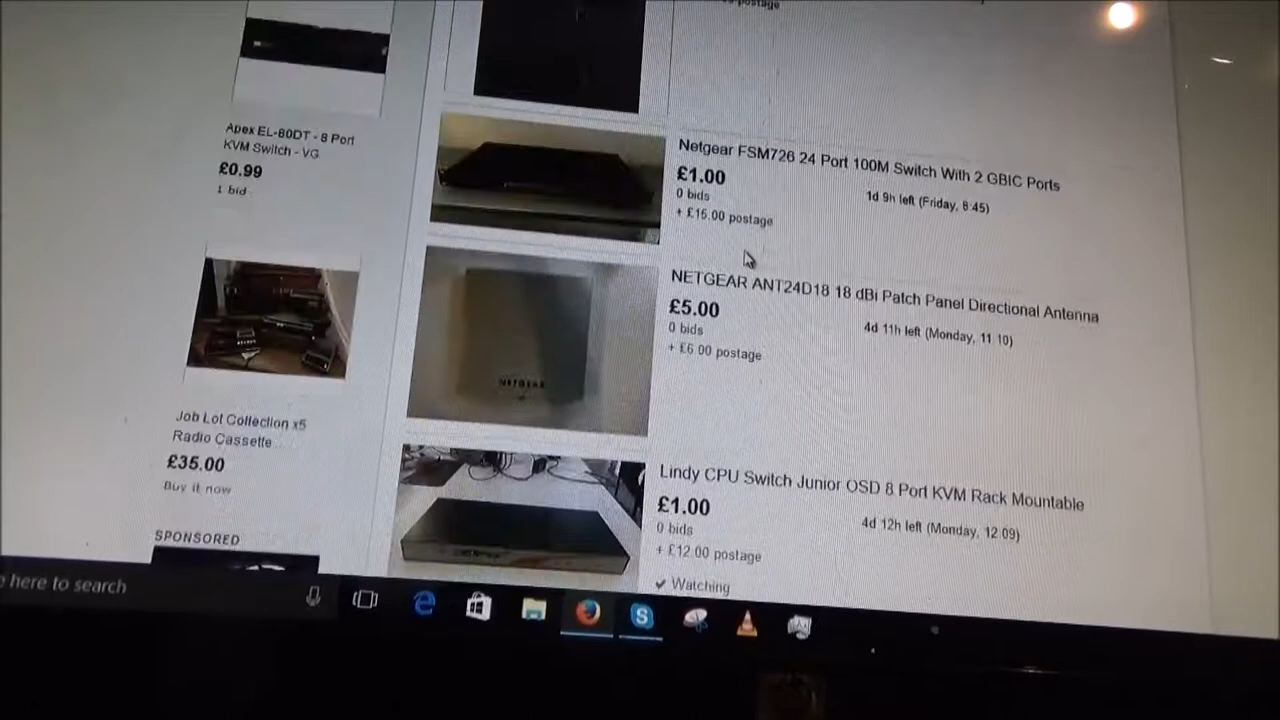 postage
Apex EL-80DT - 8 Port
KVM Switch - VG
£0.99
1 bid
Job Lot Collection x5
Radio Cassette ...
£35.00
Buy it now
SPONSORED
Netgear FSM726 24 Port 100M Switch With 2 GBIC Ports
£1.00
0 bids
1d 9h left (Friday, 8:45)
+ £15.00 postage
NETGEAR ANT24D18 18 dBi Patch Panel Directional Antenna
£5.00
0 bids
4d 11h left (Monday, 11:10)
+ £6.00 postage
NETGEAR
Lindy CPU Switch Junior OSD 8 Port KVM Rack Mountable
£1.00
0 bids
4d 12h left (Monday, 12:09)
+ £12.00 postage
Watching
here to search